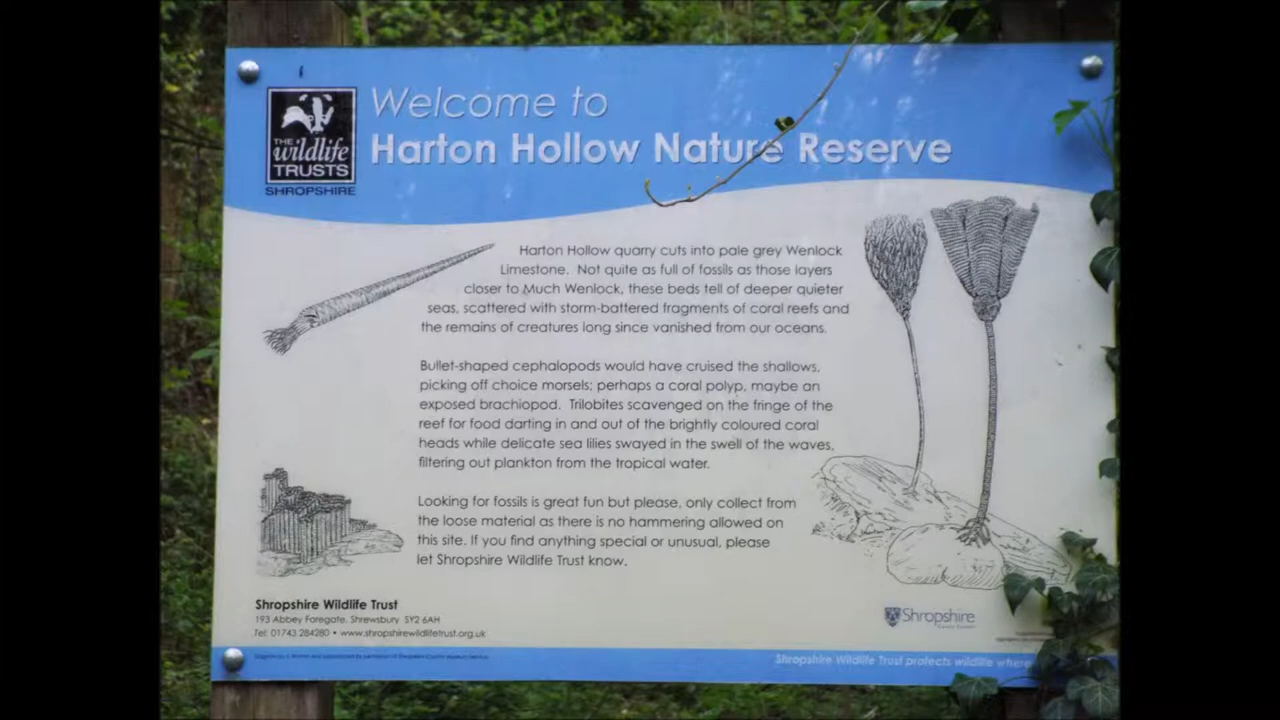 Welcome to
Harton Hollow Nature Reserve
THE
wildlife
TRUSTS
SHROPSHIRE
Harton Hollow quarry cuts into pale grey Wenlock
Limestone. Not quite as full of fossils as those layers
closer to Much Wenlock, these beds tell of deeper quieter
seas, scattered with storm-battered fragments of coral reefs and
the remains of creatures long since vanished from our oceans.
Bullet-shaped cephalopods would have cruised the shallows,
picking off choice morsels; perhaps a coral polyp, maybe an
exposed brachiopod. Trilobites scavenged on the fringe of the
reef for food darting in and out of the brightly coloured coral
heads while delicate sea lilies swayed in the swell of the waves,
filtering out plankton from the tropical water.
Looking for fossils is great fun but please, only collect from
the loose material as there is no hammering allowed on
this site. If you find anything special or unusual, please
let Shropshire Wildlife Trust know.
Shropshire Wildlife Trust
193 Abbey Foregate, Shrewsbury SY2 6AH
Tel: 01743 284280 • www.shropshirewildlifetrust.org.uk
Shropshire
Shropshire Wildlife Trust protects wildlife where